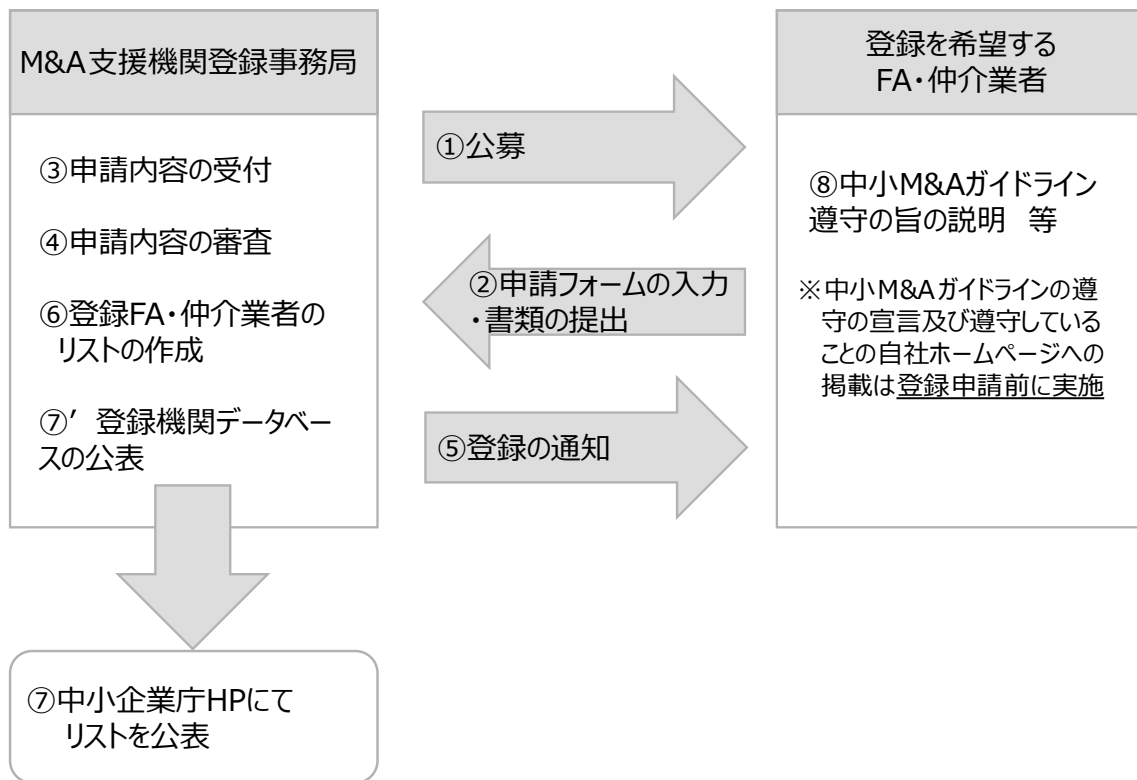 M&A支援機関登録事務局
③申請内容の受付
④申請内容の審査
⑥登録FA・仲介業者の
リストの作成
⑦’登録機関データベー
スの公表
①公募
②申請フォームの入力
・書類の提出
⑤登録の通知
登録を希望する
FA・仲介業者
⑧中小M&Aガイドライン
遵守の旨の説明　等
※中小M&Aガイドラインの遵
守の宣言及び遵守している
ことの自社ホームページへの
掲載は登録申請前に実施
⑦中小企業庁HPにて
リストを公表